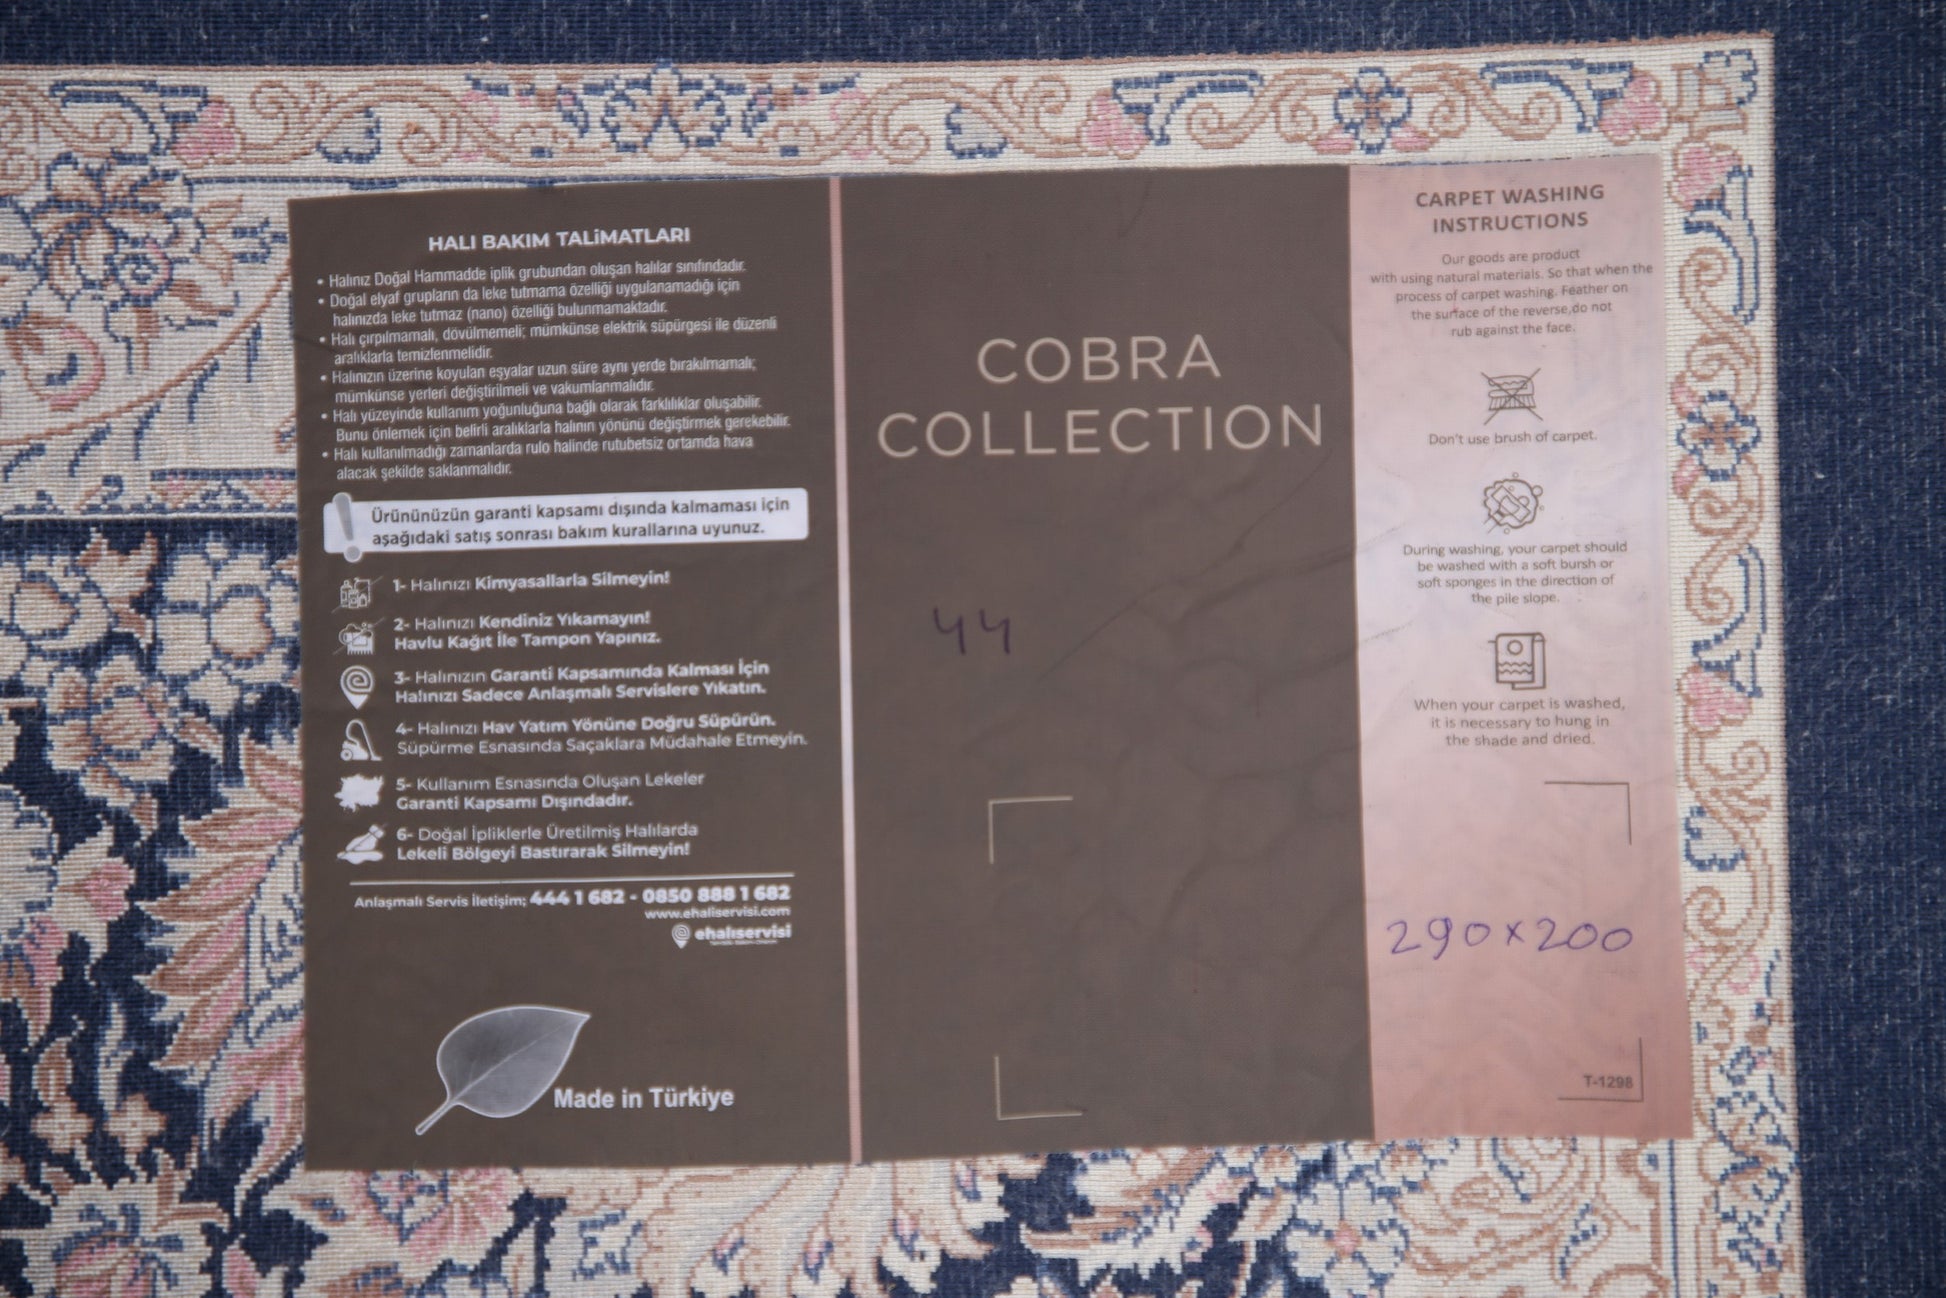 HALI BAKIM TALİMATLARI
• Halınız Doğal Hammadde iplik grubundan oluşan halılar sınıfındadır.
• Doğal elyaf grupların da leke tutmama özelliği uygulanamadığı için
halınızda leke tutmaz (nano) özelliği bulunmamaktadır.
• Halı çırpılmamalı, dövülmemeli; mümkünse elektrik süpürgesi ile düzenli
aralıklarla temizlenmelidir.
• Halınızın üzerine koyulan eşyalar uzun süre aynı yerde bırakılmamalı;
mümkünse yerleri değiştirilmeli ve vakumlanmalıdır.
• Halı yüzeyinde kullanım yoğunluğuna bağlı olarak farklılıklar oluşabilir.
Bunu önlemek için belirli aralıklarla halının yönünü değiştirmek gerekebilir.
• Halı kullanılmadığı zamanlarda rulo halinde rutubetsiz ortamda hava
alacak şekilde saklanmalıdır.
Ürününüzün garanti kapsamı dışında kalmaması için
aşağıdaki satış sonrası bakım kurallarına uyunuz.
1- Halınızı Kimyasallarla Silmeyin!
2- Halınızı Kendiniz Yıkamayın!
Havlu Kağıt İle Tampon Yapınız.
3- Halınızın Garanti Kapsamında Kalması İçin
Halınızı Sadece Anlaşmalı Servislere Yıkatın.
4- Halınızı Hav Yatım Yönüne Doğru Süpürün.
Süpürme Esnasında Saçaklara Müdahale Etmeyin.
5- Kullanım Esnasında Oluşan Lekeler
Garanti Kapsamı Dışındadır.
6- Doğal İpliklerle Üretilmiş Halılarda
Lekeli Bölgeyi Bastırarak Silmeyin!
Anlaşmalı Servis İletişim; 444 1 682 - 0850 888 1 682
www.ehaliservisi.com
ehalıservisi
Made in Türkiye
COBRA
COLLECTION
44
CARPET WASHING
INSTRUCTIONS
Our goods are product
with using natural materials. So that when the
process of carpet washing. Feather on
the surface of the reverse,do not
rub against the face.
Don't use brush of carpet.
During washing, your carpet should
be washed with a soft bursh or
soft sponges in the direction of
the pile slope.
When your carpet is washed,
it is necessary to hung in
the shade and dried.
290x200
T-1298